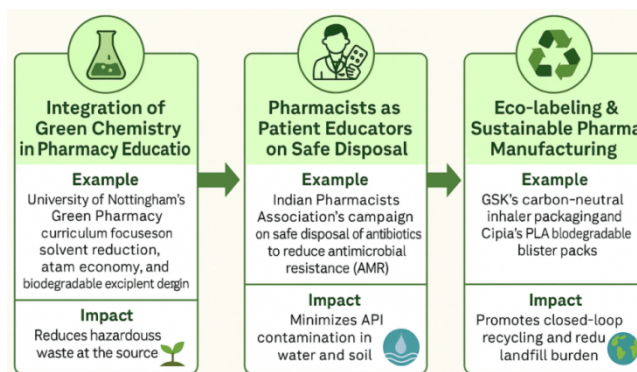 Integration of
Green Chemistry
in Pharmacy Educatio
Example
University of Nottingham's
Green Pharmacy
curriculum focuseson
solvent reduction,
atam economy, and
biodegradable exciplent dergin
Impact
Reduces hazardouss
waste at the source
Pharmacists as
Patient Educators
on Safe Disposal
Example
Indian Pharmacists
Association's campaign
on safe disposal of antibiotics
to reduce antimicrobial
resistance (AMR)
Impact
Minimizes API
contamination in
water and soil
Eco-labeling &
Sustainable Pharma
Manufacturing
Example
GSK's carbon-neutral
inhaler packagingand
Cipia's PLA biodegradable
blister packs
Impact
Promotes closed-loop
recycling and redu
landfill burden